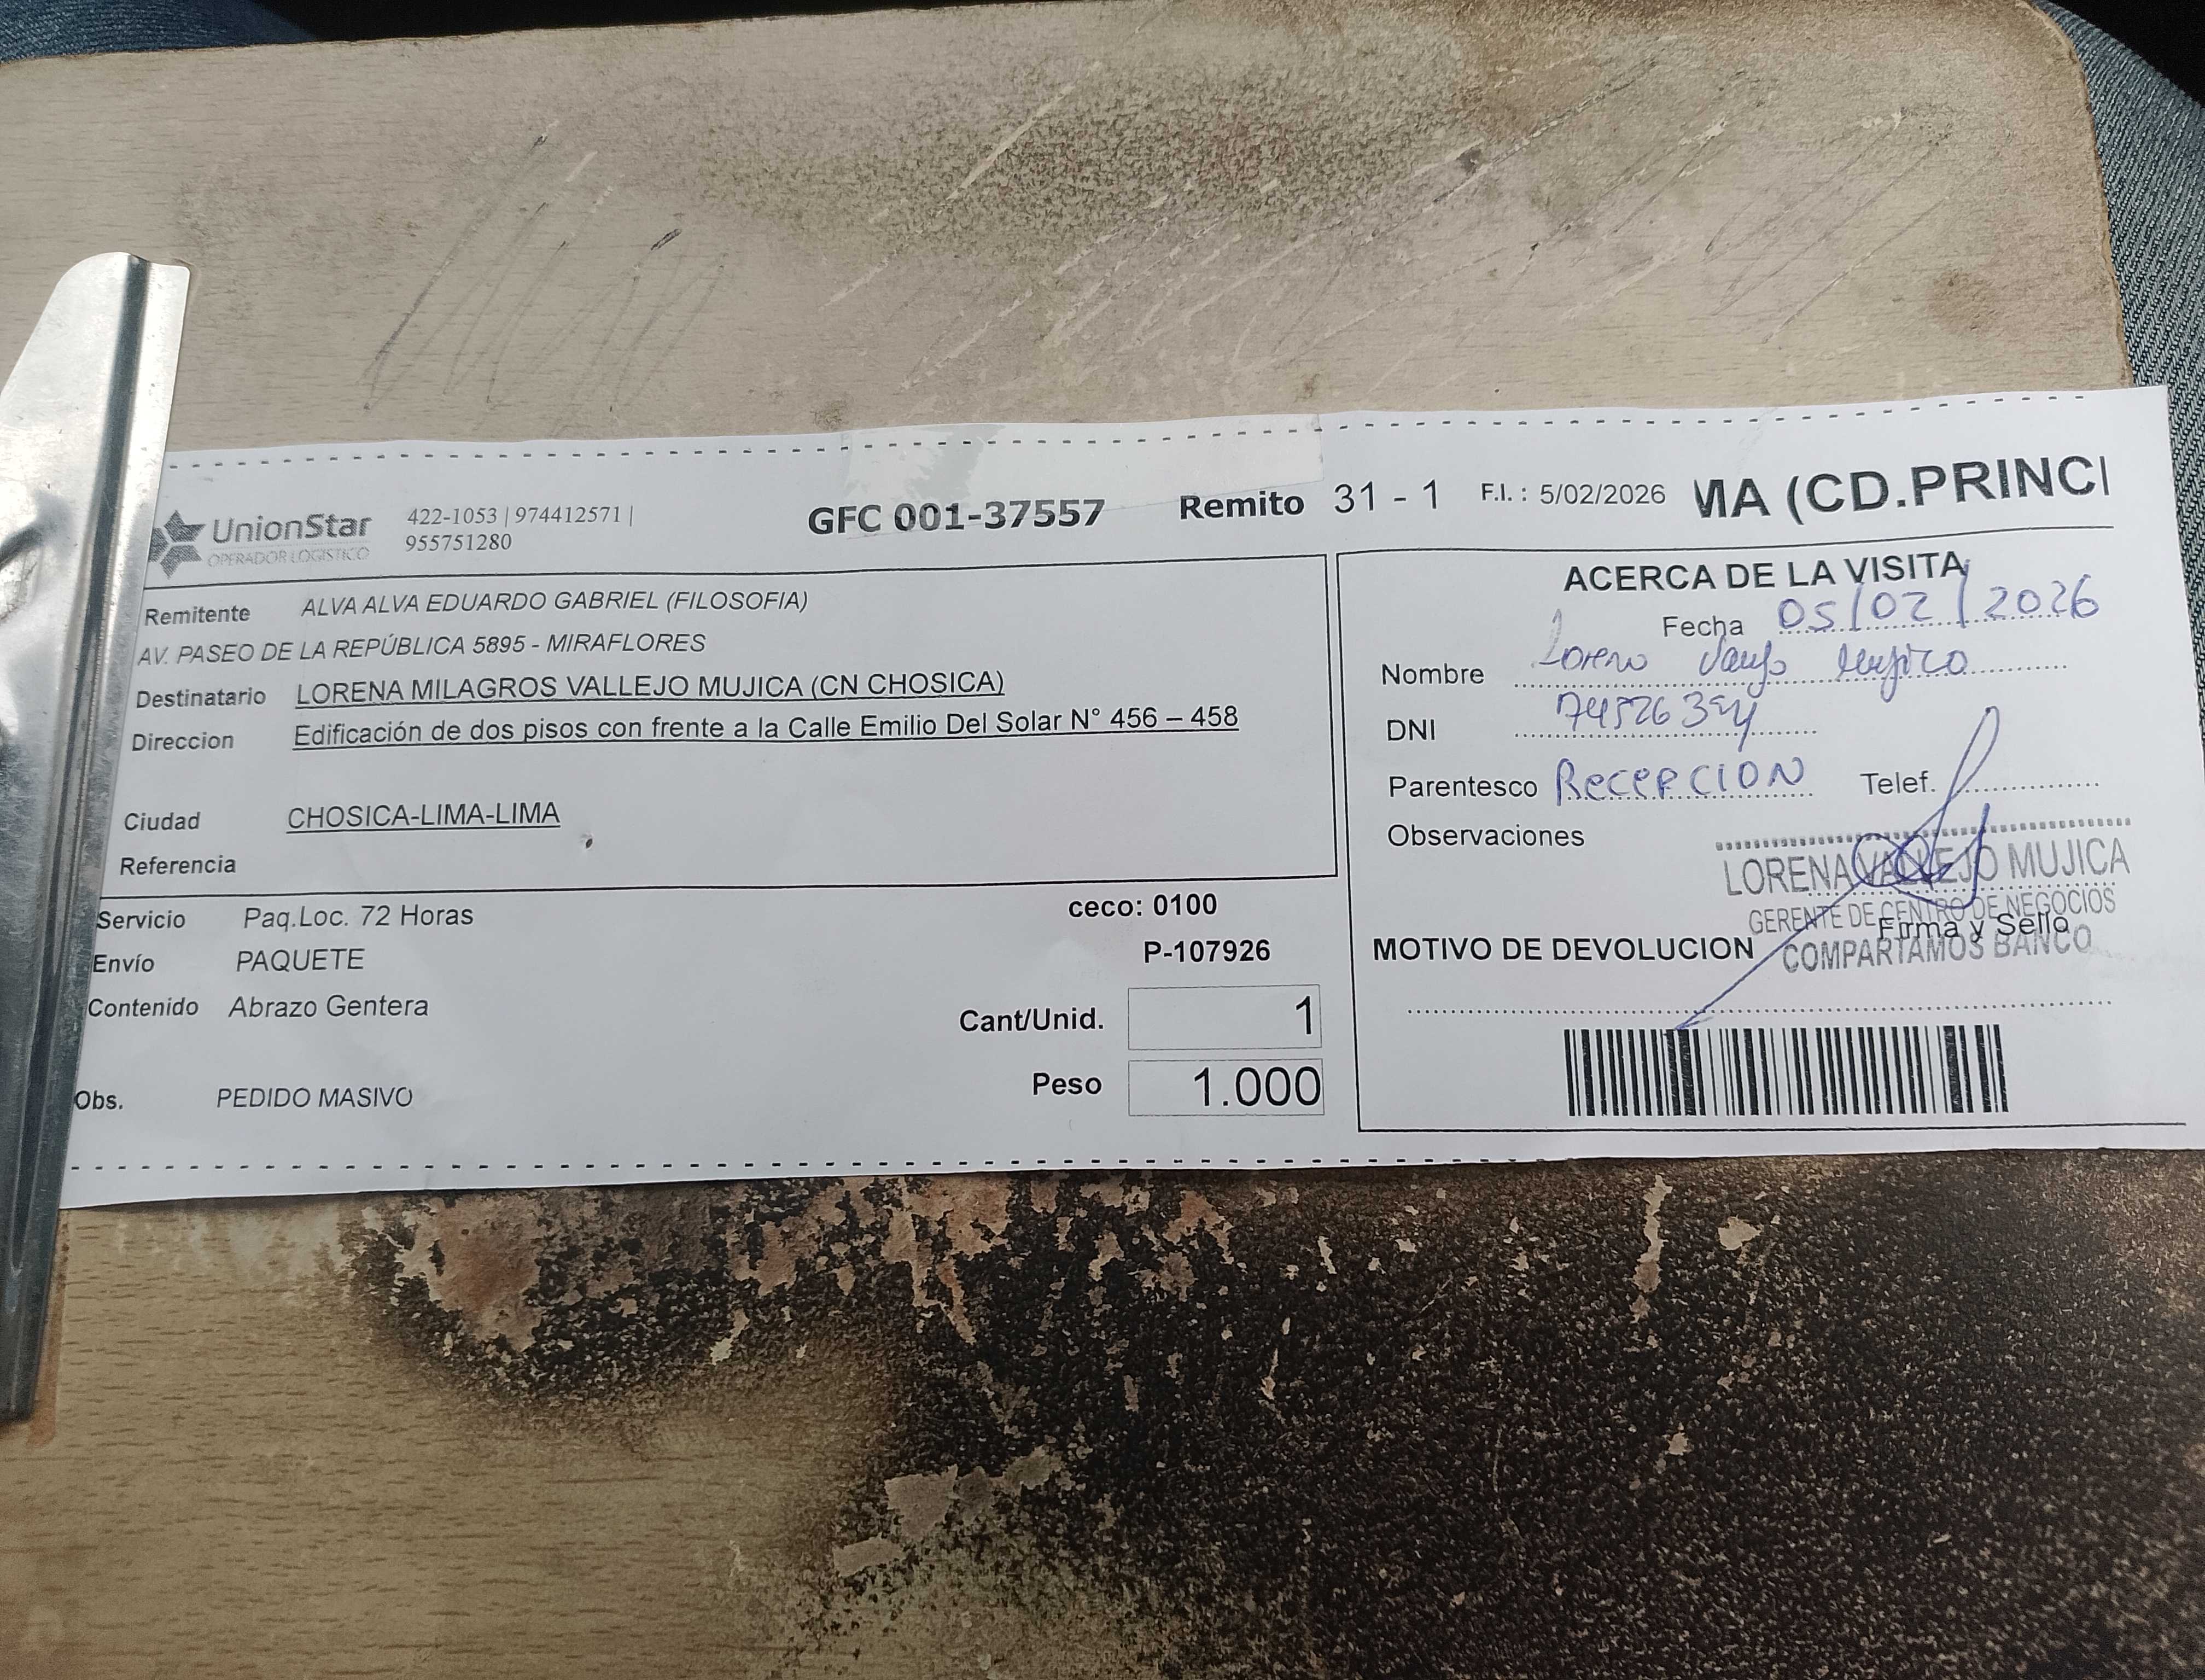 UnionStar
OPERADOR LOGISTICO
422-1053 | 974412571 |
955751280
GFC 001-37557
Remito 31 - 1
F.I. : 5/02/2026
MA (CD.PRINCI
Remitente ALVA ALVA EDUARDO GABRIEL (FILOSOFIA)
AV. PASEO DE LA REPÚBLICA 5895 - MIRAFLORES
Destinatario LORENA MILAGROS VALLEJO MUJICA (CN CHOSICA)
Direccion Edificación de dos pisos con frente a la Calle Emilio Del Solar N° 456 – 458
Ciudad CHOSICA-LIMA-LIMA
Referencia
Servicio Paq.Loc. 72 Horas
ceco: 0100
Envío PAQUETE
P-107926
Contenido Abrazo Gentera
Cant/Unid. 1
Peso 1.000
Obs. PEDIDO MASIVO
ACERCA DE LA VISITA
Fecha 05/02/2026
Nombre Lorena Mujica
DNI
Parentesco RecepCION Telef.
Observaciones
LORENA VALLEJO MUJICA
GERENTE DE CENTRO DE NEGOCIOS
Firma y Sello
COMPARTAMOS BANCO
MOTIVO DE DEVOLUCION